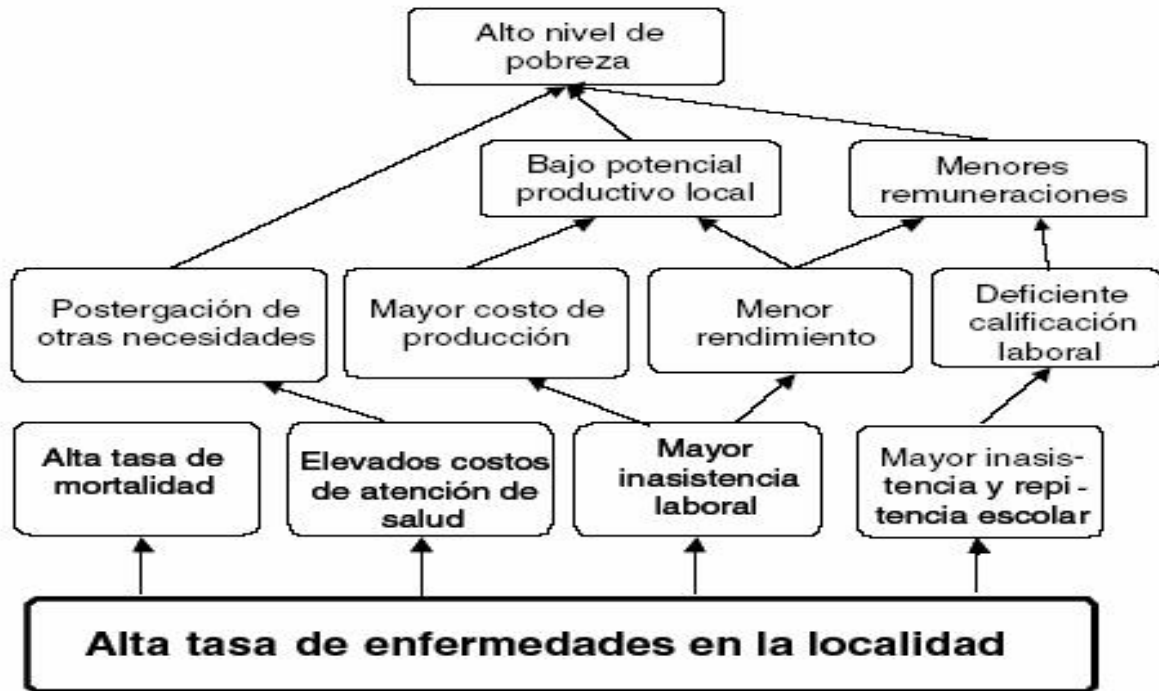 Alto nivel de
pobreza
Bajo potencial
productivo local
Menores
remuneraciones
Postergación de
otras necesidades
Mayor costo de
producción
Menor
rendimiento
Deficiente
calificación
laboral
Alta tasa de
mortalidad
Elevados costos
de atención de
salud
Mayor
inasistencia
laboral
Mayor inasis-
tencia y repi-
tencia escolar
Alta tasa de enfermedades en la localidad